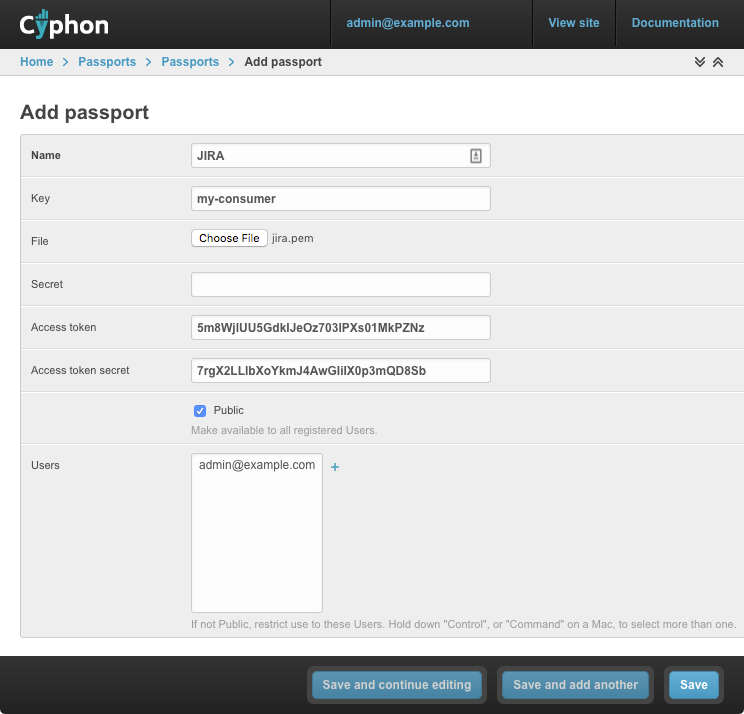 Cyphon
admin@example.com
View site
Documentation
Home > Passports > Passports > Add passport
Add passport
Name
JIRA
Key
my-consumer
File
Choose File jira.pem
Secret
Access token
5m8WjlUU5GdklJeOz703lPXs01MkPZNz
Access token secret
7rgX2LLlbXoYkmJ4AwGlilX0p3mQD8Sb
Public
Make available to all registered Users.
Users
admin@example.com
+
If not Public, restrict use to these Users. Hold down "Control", or "Command" on a Mac, to select more than one.
Save and continue editing
Save and add another
Save